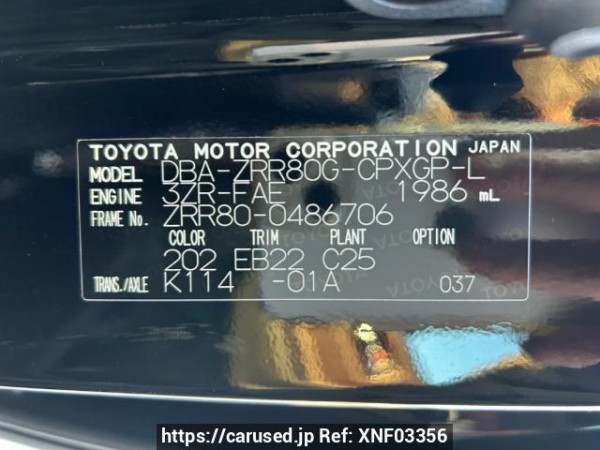 TOYOTA MOTOR CORPORATION JAPAN
MODEL DBA-ZRR80G-CPXGP-L
ENGINE 3ZR-FAE 1986 mL
FRAME No. ZRR80-0486706
COLOR TRIM PLANT OPTION
202 EB22 C25
TRANS./AXLE K114 -01A 037
https://carused.jp Ref: XNF03356